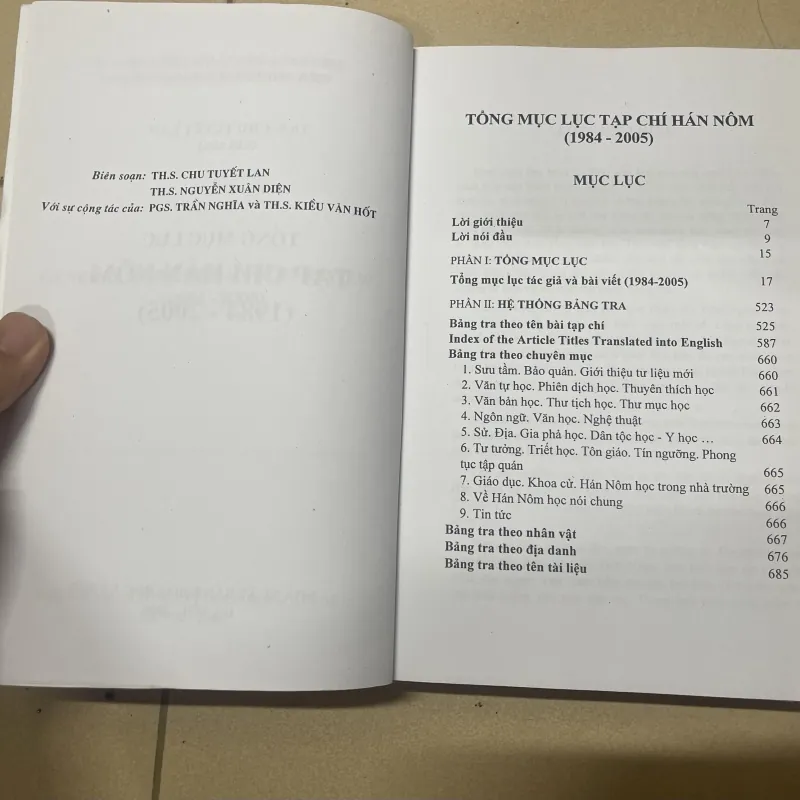 Biên soạn: TH.S. CHU TUYẾT LAN
TH.S. NGUYỄN XUÂN DIỆN
Với sự cộng tác của: PGS. TRẦN NGHĨA và TH.S. KIỀU VĂN HỐT
TỔNG MỤC LỤC TẠP CHÍ HÁN NÔM
(1984 - 2005)
MỤC LỤC
Trang
Lời giới thiệu 7
Lời nói đầu 9
PHẦN I: TỔNG MỤC LỤC 15
Tổng mục lục tác giả và bài viết (1984-2005) 17
PHẦN II: HỆ THỐNG BẢNG TRA 523
Bảng tra theo tên bài tạp chí 525
Index of the Article Titles Translated into English 587
Bảng tra theo chuyên mục 660
1. Sưu tầm. Bảo quản. Giới thiệu tư liệu mới 660
2. Văn tự học. Phiên dịch học. Thuyên thích học 661
3. Văn bản học. Thư tịch học. Thư mục học 662
4. Ngôn ngữ. Văn học. Nghệ thuật 663
5. Sử. Địa. Gia phả học. Dân tộc học - Y học ... 664
6. Tư tưởng. Triết học. Tôn giáo. Tín ngưỡng. Phong
tục tập quán 665
7. Giáo dục. Khoa cử. Hán Nôm học trong nhà trường 665
8. Về Hán Nôm học nói chung 666
9. Tin tức 666
Bảng tra theo nhân vật 667
Bảng tra theo địa danh 676
Bảng tra theo tên tài liệu 685